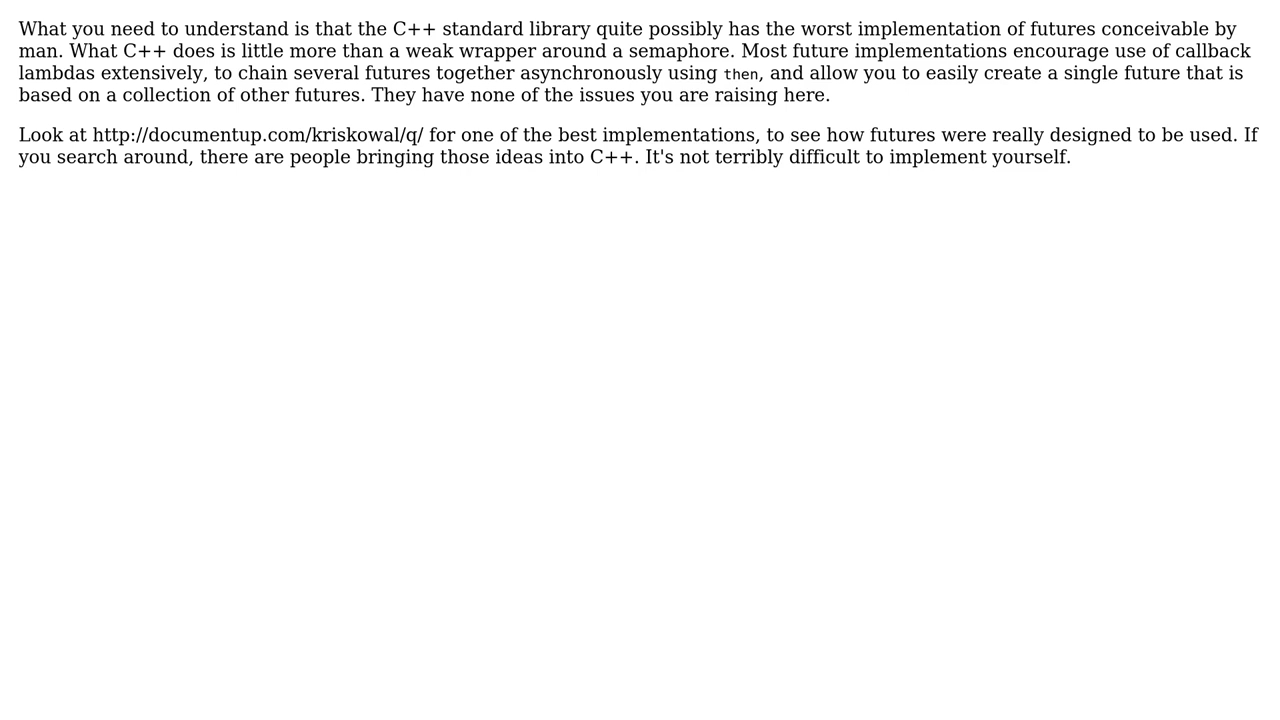 What you need to understand is that the C++ standard library quite possibly has the worst implementation of futures conceivable by
man. What C++ does is little more than a weak wrapper around a semaphore. Most future implementations encourage use of callback
lambdas extensively, to chain several futures together asynchronously using then, and allow you to easily create a single future that is
based on a collection of other futures. They have none of the issues you are raising here.
Look at http://documentup.com/kriskowal/q/ for one of the best implementations, to see how futures were really designed to be used. If
you search around, there are people bringing those ideas into C++. It's not terribly difficult to implement yourself.